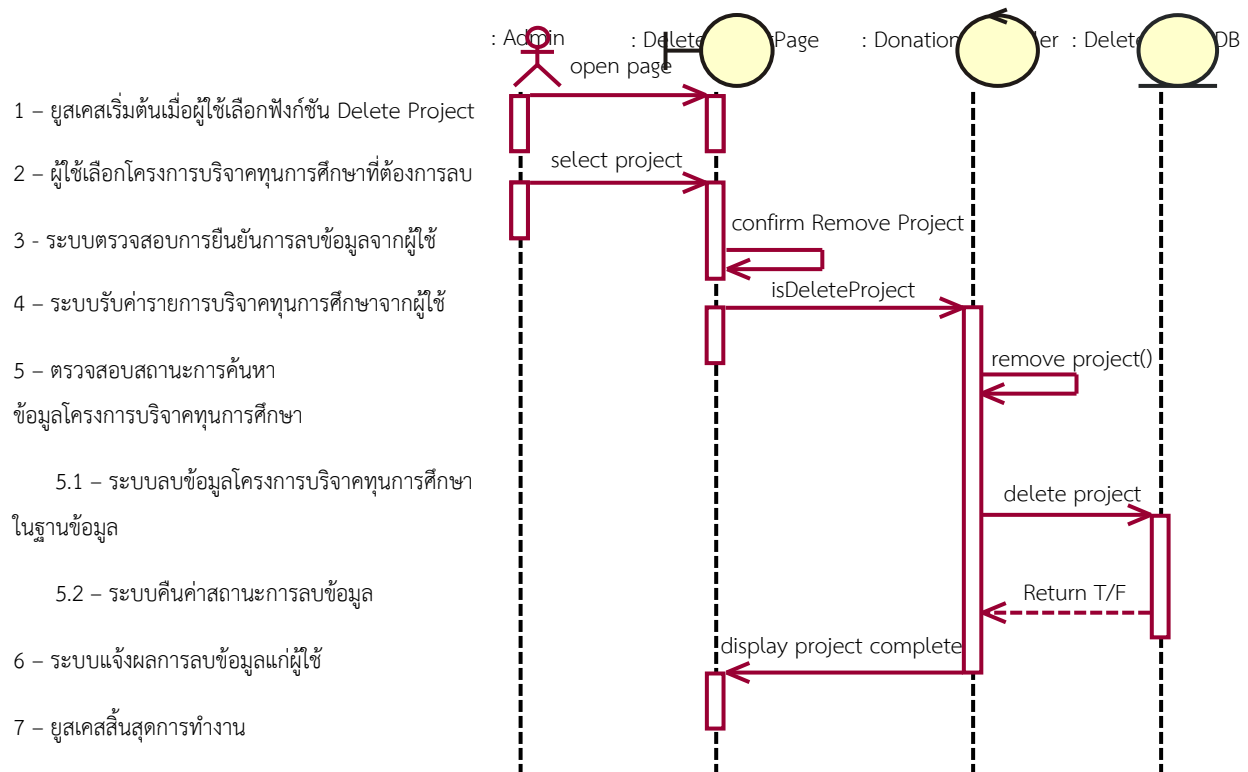 : Admin
: Delete Page
: Donation er
: Delete DB
open page
1 – ยูสเคสเริ่มต้นเมื่อผู้ใช้เลือกฟังก์ชัน Delete Project
select project
2 – ผู้ใช้เลือกโครงการบริจาคทุนการศึกษาที่ต้องการลบ
confirm Remove Project
3 - ระบบตรวจสอบการยืนยันการลบข้อมูลจากผู้ใช้
isDeleteProject
4 – ระบบรับค่ารายการบริจาคทุนการศึกษาจากผู้ใช้
remove project()
5 – ตรวจสอบสถานะการค้นหา
ข้อมูลโครงการบริจาคทุนการศึกษา
5.1 – ระบบลบข้อมูลโครงการบริจาคทุนการศึกษา
delete project
ในฐานข้อมูล
5.2 – ระบบคืนค่าสถานะการลบข้อมูล
Return T/F
display project complete
6 – ระบบแจ้งผลการลบข้อมูลแก่ผู้ใช้
7 – ยูสเคสสิ้นสุดการทำงาน